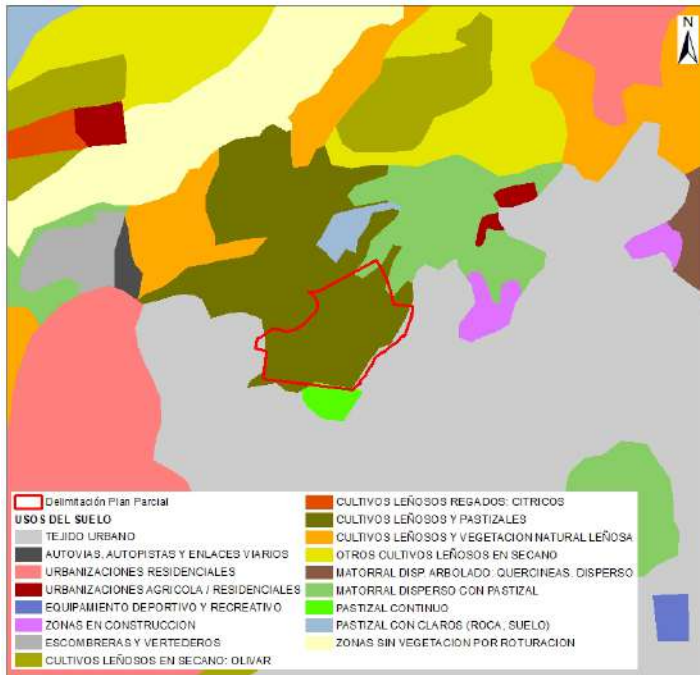 N
Delimitación Plan Parcial
USOS DEL SUELO
TEJIDO URBANO
AUTOVIAS, AUTOPISTAS Y ENLACES VIARIOS
URBANIZACIONES RESIDENCIALES
URBANIZACIONES AGRICOLA / RESIDENCIALES
EQUIPAMIENTO DEPORTIVO Y RECREATIVO
ZONAS EN CONSTRUCCION
ESCOMBRERAS Y VERTEDEROS
CULTIVOS LEÑOSOS EN SECANO: OLIVAR
CULTIVOS LEÑOSOS REGADOS: CITRICOS
CULTIVOS LEÑOSOS Y PASTIZALES
CULTIVOS LEÑOSOS Y VEGETACION NATURAL LEÑOSA
OTROS CULTIVOS LEÑOSOS EN SECANO
MATORRAL DISP. ARBOLADO: QUERCINEAS. DISPERSO
MATORRAL DISPERSO CON PASTIZAL
PASTIZAL CONTINUO
PASTIZAL CON CLAROS (ROCA, SUELO)
ZONAS SIN VEGETACION POR ROTURACION